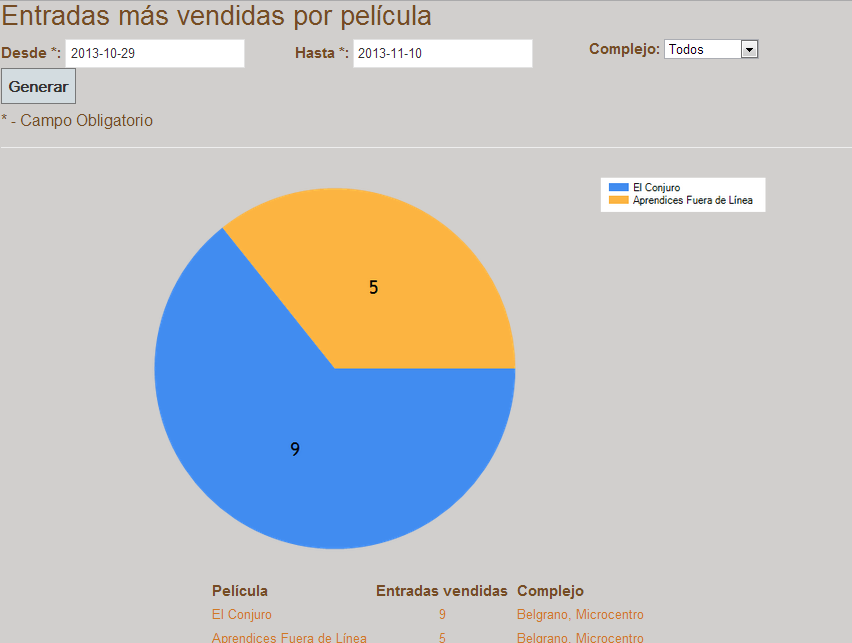 Entradas más vendidas por película
Desde *: 2013-10-29 Hasta *: 2013-11-10 Complejo: Todos
Generar
* - Campo Obligatorio
El Conjuro
Aprendices Fuera de Línea
5
9
Película Entradas vendidas Complejo
El Conjuro 9 Belgrano, Microcentro
Aprendices Fuera de Línea 5 Belgrano, Microcentro